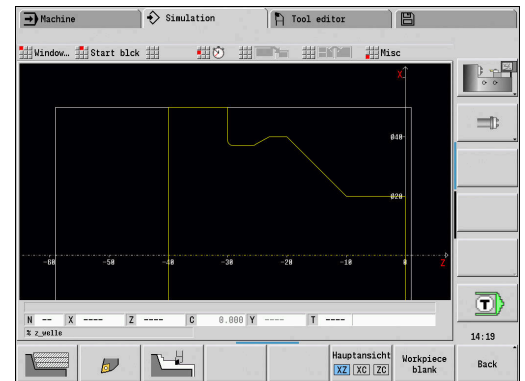 Machine
Simulation
Tool editor
Window...
Start blck
Misc
X
Ø40
Ø20
-60 -50 -40 -30 -20 -10 0 Z
N -- X ---- Z ---- C 0.000 Y ---- T ----
% z_welle
T
14:19
Hauptansicht
XZ XC ZC
Workpiece blank
Back